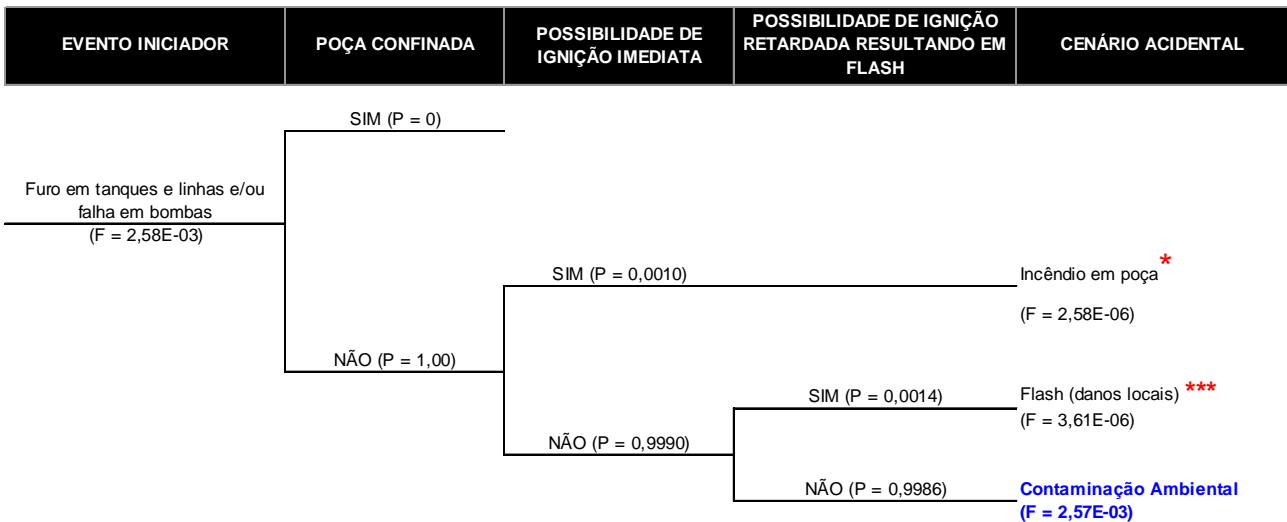 EVENTO INICIADOR
POÇA CONFINADA
POSSIBILIDADE DE
IGNIÇÃO IMEDIATA
POSSIBILIDADE DE IGNIÇÃO
RETARDADA RESULTANDO EM
FLASH
CENÁRIO ACIDENTAL
SIM (P = 0)
Furo em tanques e linhas e/ou
falha em bombas
(F = 2,58E-03)
SIM (P = 0,0010)
Incêndio em poça *
(F = 2,58E-06)
NÃO (P = 1,00)
SIM (P = 0,0014)
Flash (danos locais) ***
(F = 3,61E-06)
NÃO (P = 0,9990)
NÃO (P = 0,9986)
Contaminação Ambiental
(F = 2,57E-03)